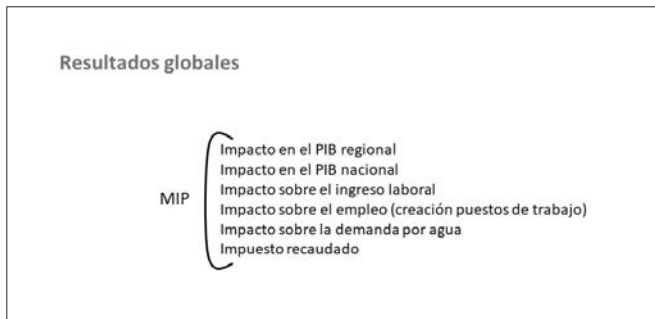 Resultados globales
Impacto en el PIB regional
Impacto en el PIB nacional
MIP
Impacto sobre el ingreso laboral
Impacto sobre el empleo (creación puestos de trabajo)
Impacto sobre la demanda por agua
Impuesto recaudado